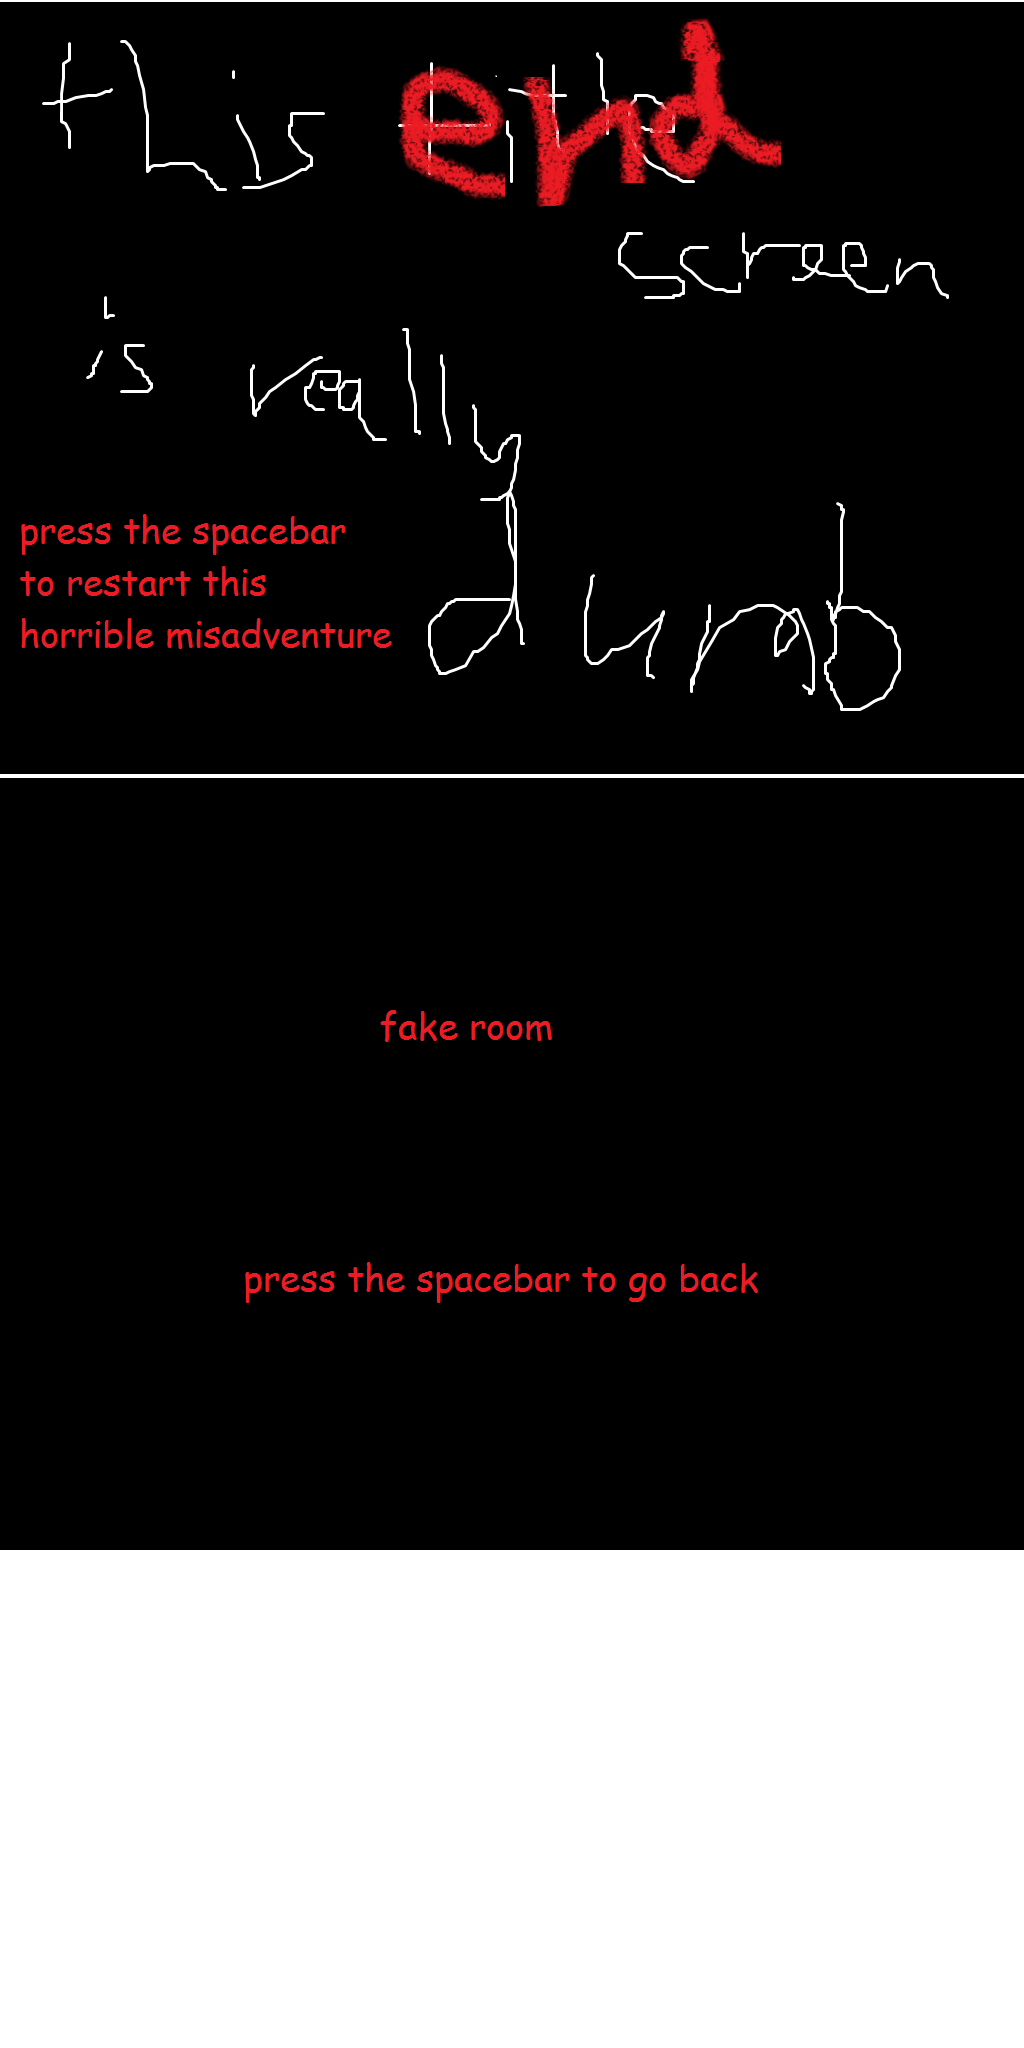 this end
screen
is really
dumb
press the spacebar
to restart this
horrible misadventure
fake room
press the spacebar to go back